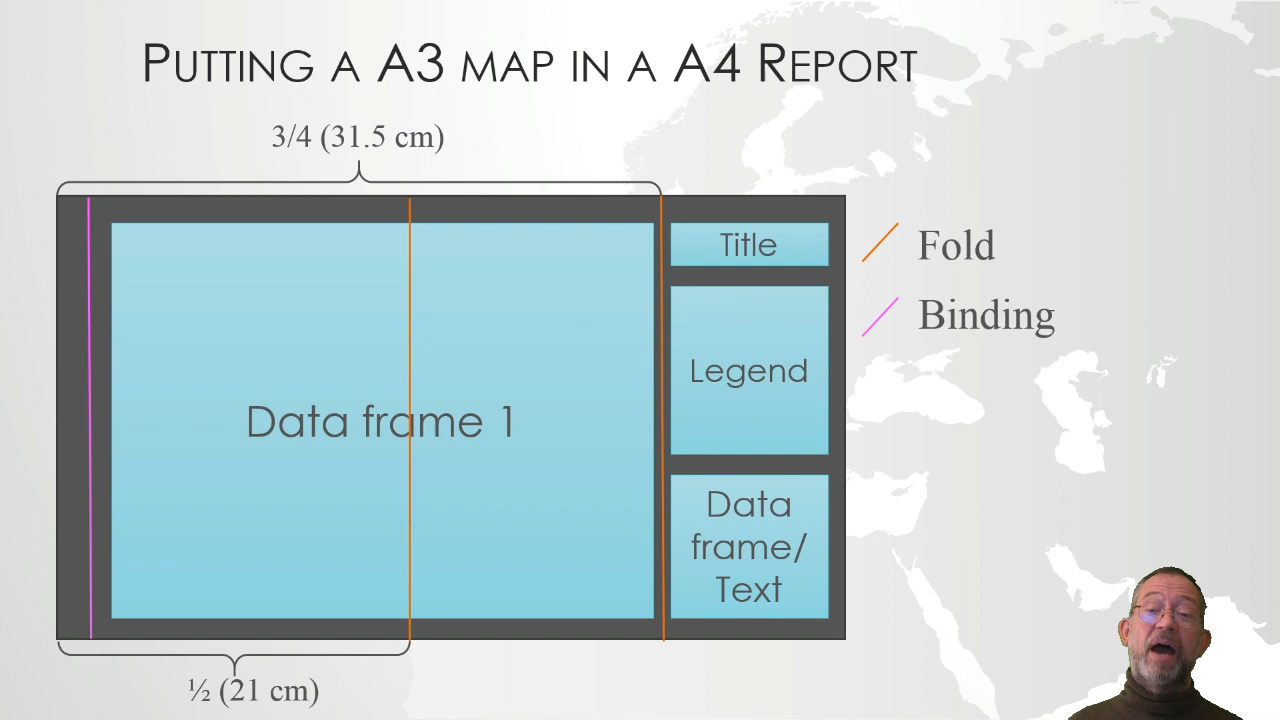 Putting a A3 map in a A4 Report
3/4 (31.5 cm)
Title
Fold
Binding
Legend
Data frame 1
Data
frame/
Text
½ (21 cm)